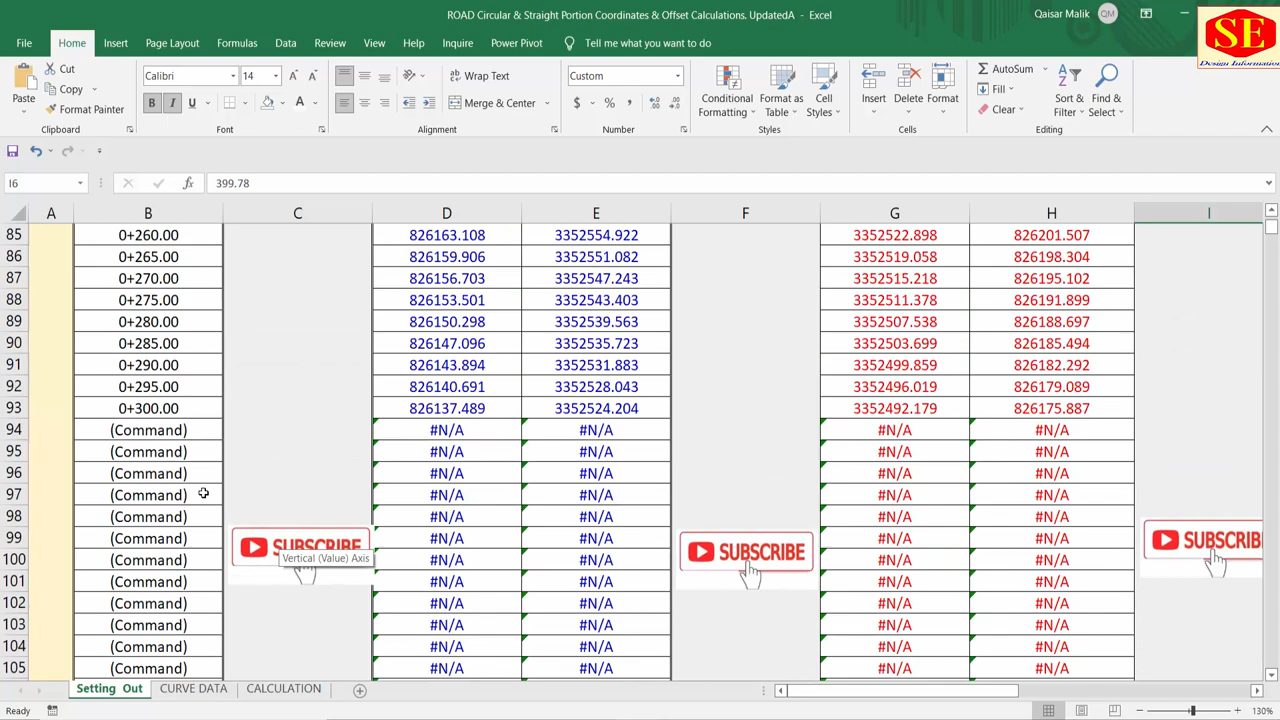 ROAD Circular & Straight Portion Coordinates & Offset Calculations. UpdatedA - Excel
Qaisar Malik
QM
SE
Design Information
File Home Insert Page Layout Formulas Data Review View Help Inquire Power Pivot Tell me what you want to do
Cut
Copy
Format Painter
Paste
Clipboard
Calibri 14
B I U
Font
Wrap Text
Merge & Center
Alignment
Custom
$ % ,
Number
Conditional Formatting
Format as Table
Cell Styles
Styles
Insert Delete Format
Cells
AutoSum
Fill
Clear
Sort & Filter
Find & Select
Editing
I6 fx 399.78
A B C D E F G H I
85 0+260.00 826163.108 3352554.922 3352522.898 826201.507
86 0+265.00 826159.906 3352551.082 3352519.058 826198.304
87 0+270.00 826156.703 3352547.243 3352515.218 826195.102
88 0+275.00 826153.501 3352543.403 3352511.378 826191.899
89 0+280.00 826150.298 3352539.563 3352507.538 826188.697
90 0+285.00 826147.096 3352535.723 3352503.699 826185.494
91 0+290.00 826143.894 3352531.883 3352499.859 826182.292
92 0+295.00 826140.691 3352528.043 3352496.019 826179.089
93 0+300.00 826137.489 3352524.204 3352492.179 826175.887
94 (Command) #N/A #N/A #N/A #N/A
95 (Command) #N/A #N/A #N/A #N/A
96 (Command) #N/A #N/A #N/A #N/A
97 (Command) #N/A #N/A #N/A #N/A
98 (Command) #N/A #N/A #N/A #N/A
99 (Command) #N/A #N/A #N/A #N/A
SUBSCRIBE SUBSCRIBE SUBSCRIB
Vertical (Value) Axis
100 (Command) #N/A #N/A #N/A #N/A
101 (Command) #N/A #N/A #N/A #N/A
102 (Command) #N/A #N/A #N/A #N/A
103 (Command) #N/A #N/A #N/A #N/A
104 (Command) #N/A #N/A #N/A #N/A
105 (Command) #N/A #N/A #N/A #N/A
Setting Out CURVE DATA CALCULATION
Ready 130%